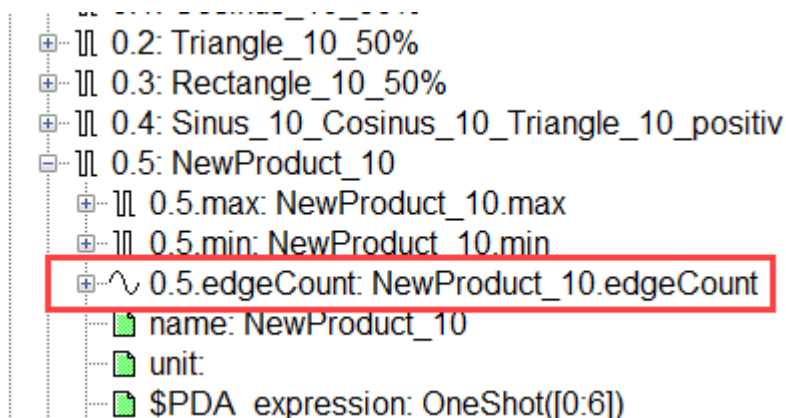 0.2: Triangle_10_50%
0.3: Rectangle_10_50%
0.4: Sinus_10_Cosinus_10_Triangle_10_positiv
0.5: NewProduct_10
0.5.max: NewProduct_10.max
0.5.min: NewProduct_10.min
0.5.edgeCount: NewProduct_10.edgeCount
name: NewProduct_10
unit:
$PDA_expression: OneShot([0:6])